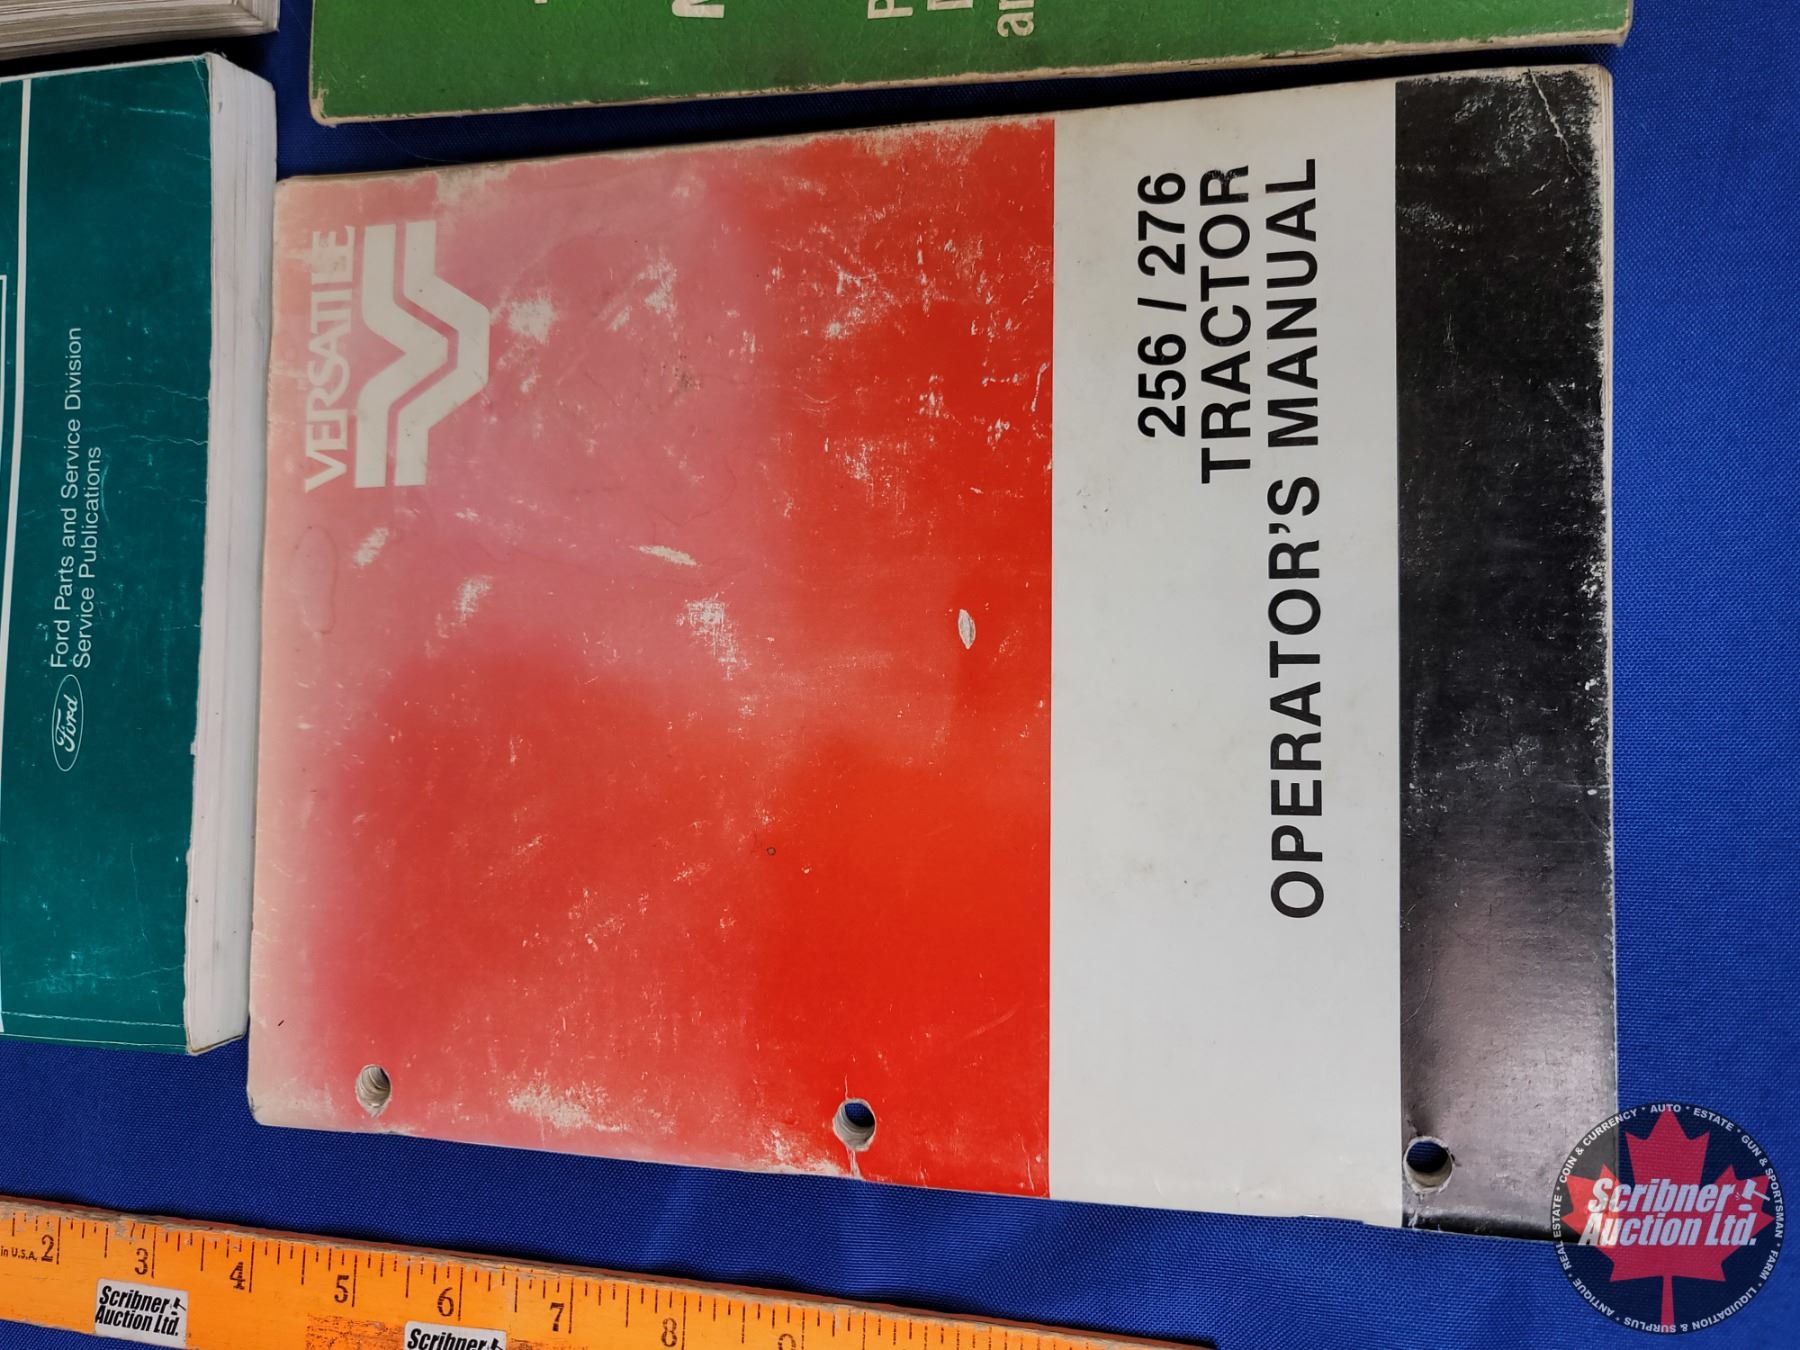 VERSATILE
256 / 276
TRACTOR
OPERATOR'S MANUAL
Ford
Ford Parts and Service Division
Service Publications
in U.S.A.
2 3 4 5 6 7 8 9
Scribner
Auction Ltd.
Scribner
Scribner
Auction Ltd.
ANTIQUE · REAL ESTATE · COIN & CURRENCY · AUTO · ESTATE · GUN & SPORTSMAN · FARM · LIQUIDATION & SURPLUS ·